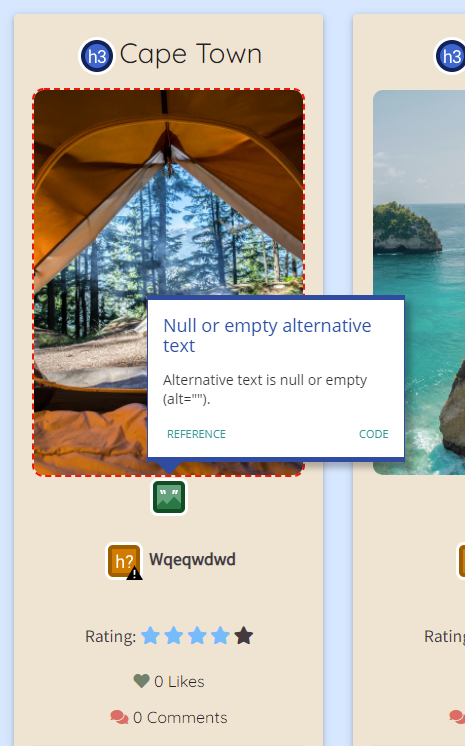 h3 Cape Town
h3
Null or empty alternative
text
Alternative text is null or empty
(alt="").
REFERENCE CODE
h? Wqeqwdwd
Rating:
Rating
0 Likes
0 Comments